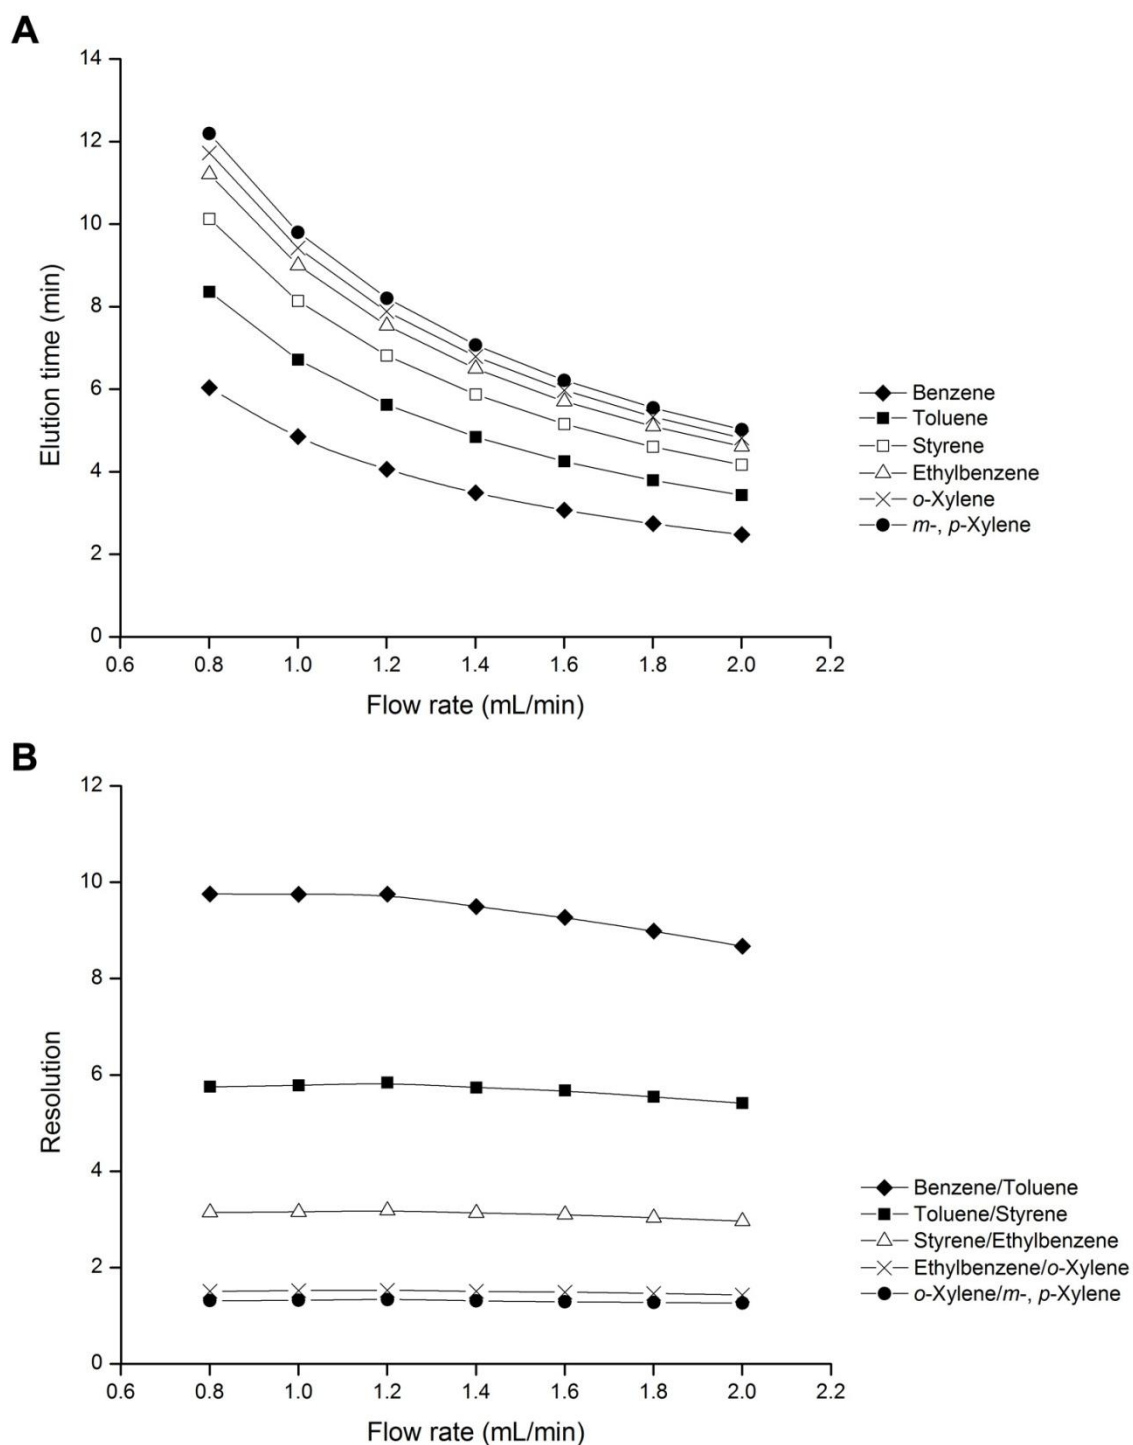 A
14
12
10
8
6
4
2
0
Elution time (min)
0.6 0.8 1.0 1.2 1.4 1.6 1.8 2.0 2.2
Flow rate (mL/min)
Benzene
Toluene
Styrene
Ethylbenzene
o-Xylene
m-, p-Xylene
B
12
10
8
6
4
2
0
Resolution
0.6 0.8 1.0 1.2 1.4 1.6 1.8 2.0 2.2
Flow rate (mL/min)
Benzene/Toluene
Toluene/Styrene
Styrene/Ethylbenzene
Ethylbenzene/o-Xylene
o-Xylene/m-, p-Xylene